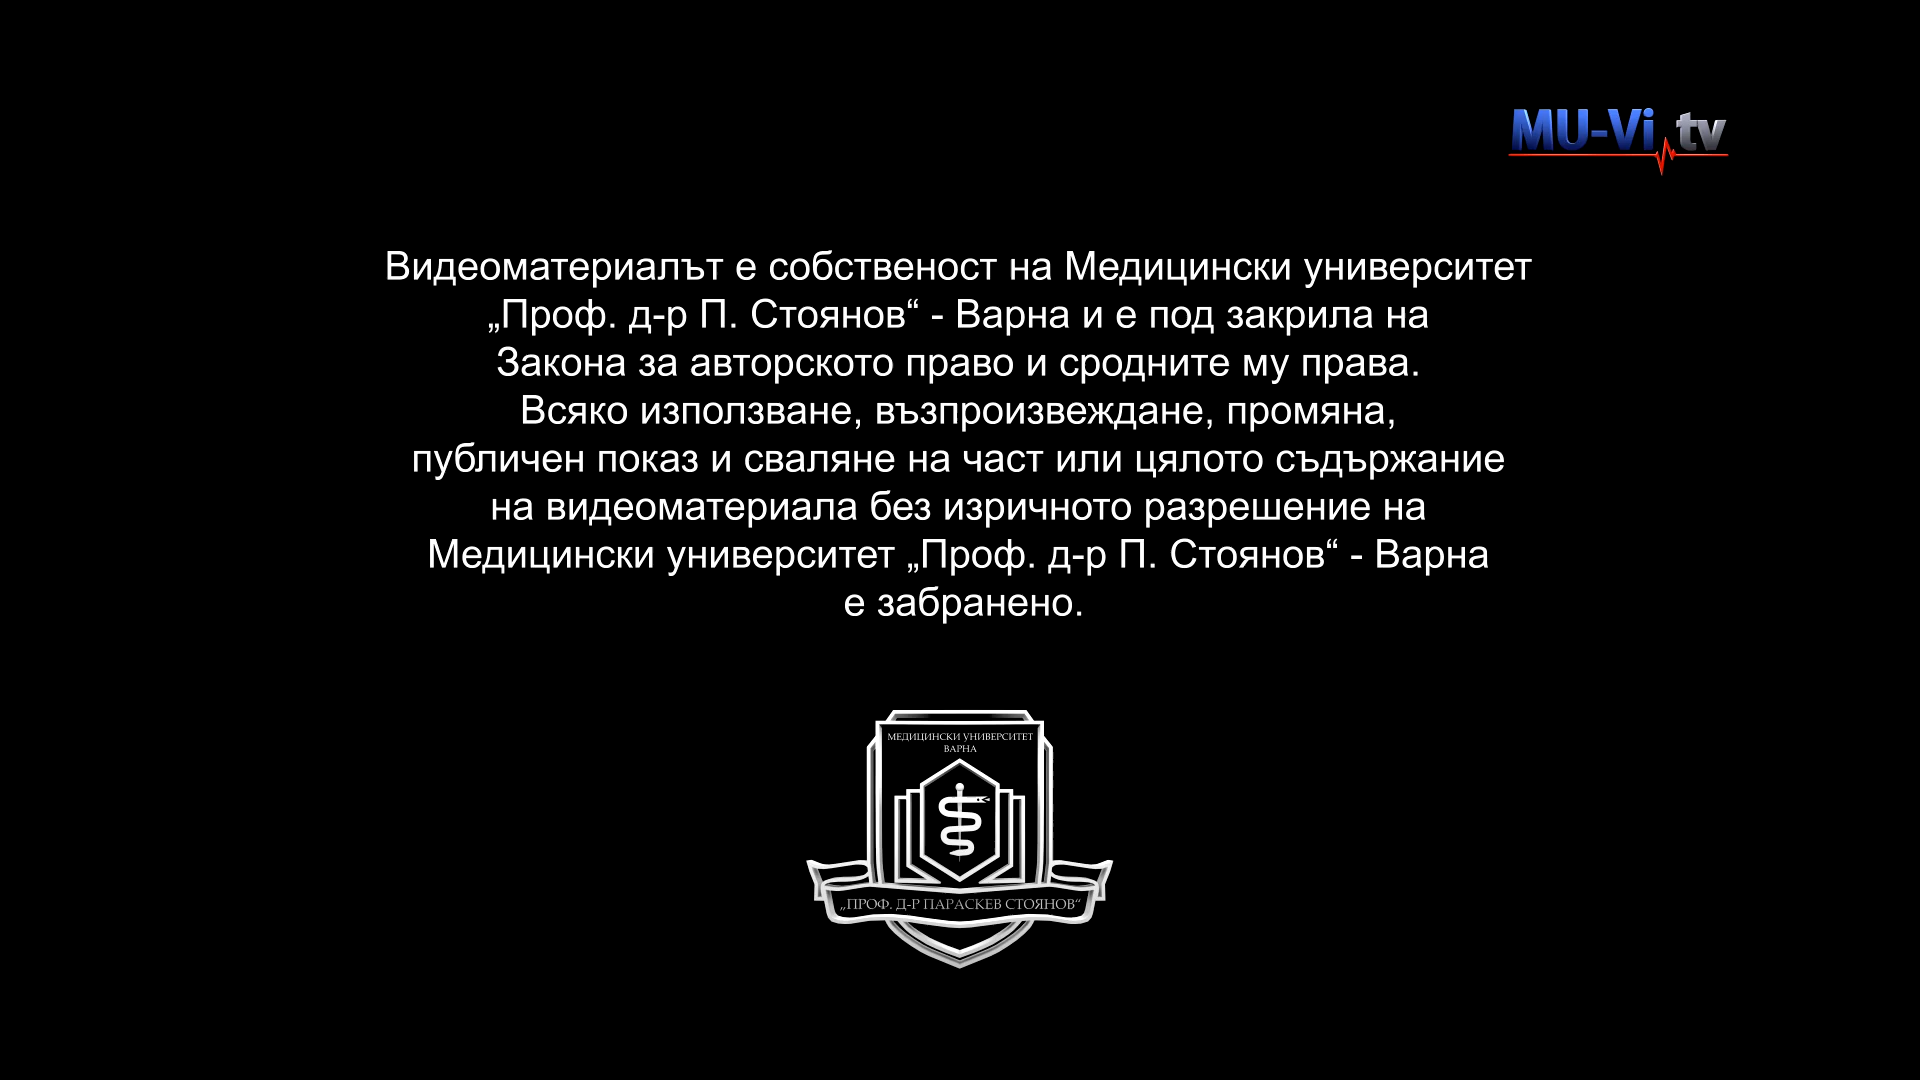 MU-Vi tv
Видеоматериалът е собственост на Медицински университет
„Проф. д-р П. Стоянов“ - Варна и е под закрила на
Закона за авторското право и сродните му права.
Всяко използване, възпроизвеждане, промяна,
публичен показ и сваляне на част или цялото съдържание
на видеоматериала без изричното разрешение на
Медицински университет „Проф. д-р П. Стоянов“ - Варна
е забранено.
МЕДИЦИНСКИ УНИВЕРСИТЕТ
ВАРНА
„ПРОФ. Д-Р ПАРАСКЕВ СТОЯНОВ“